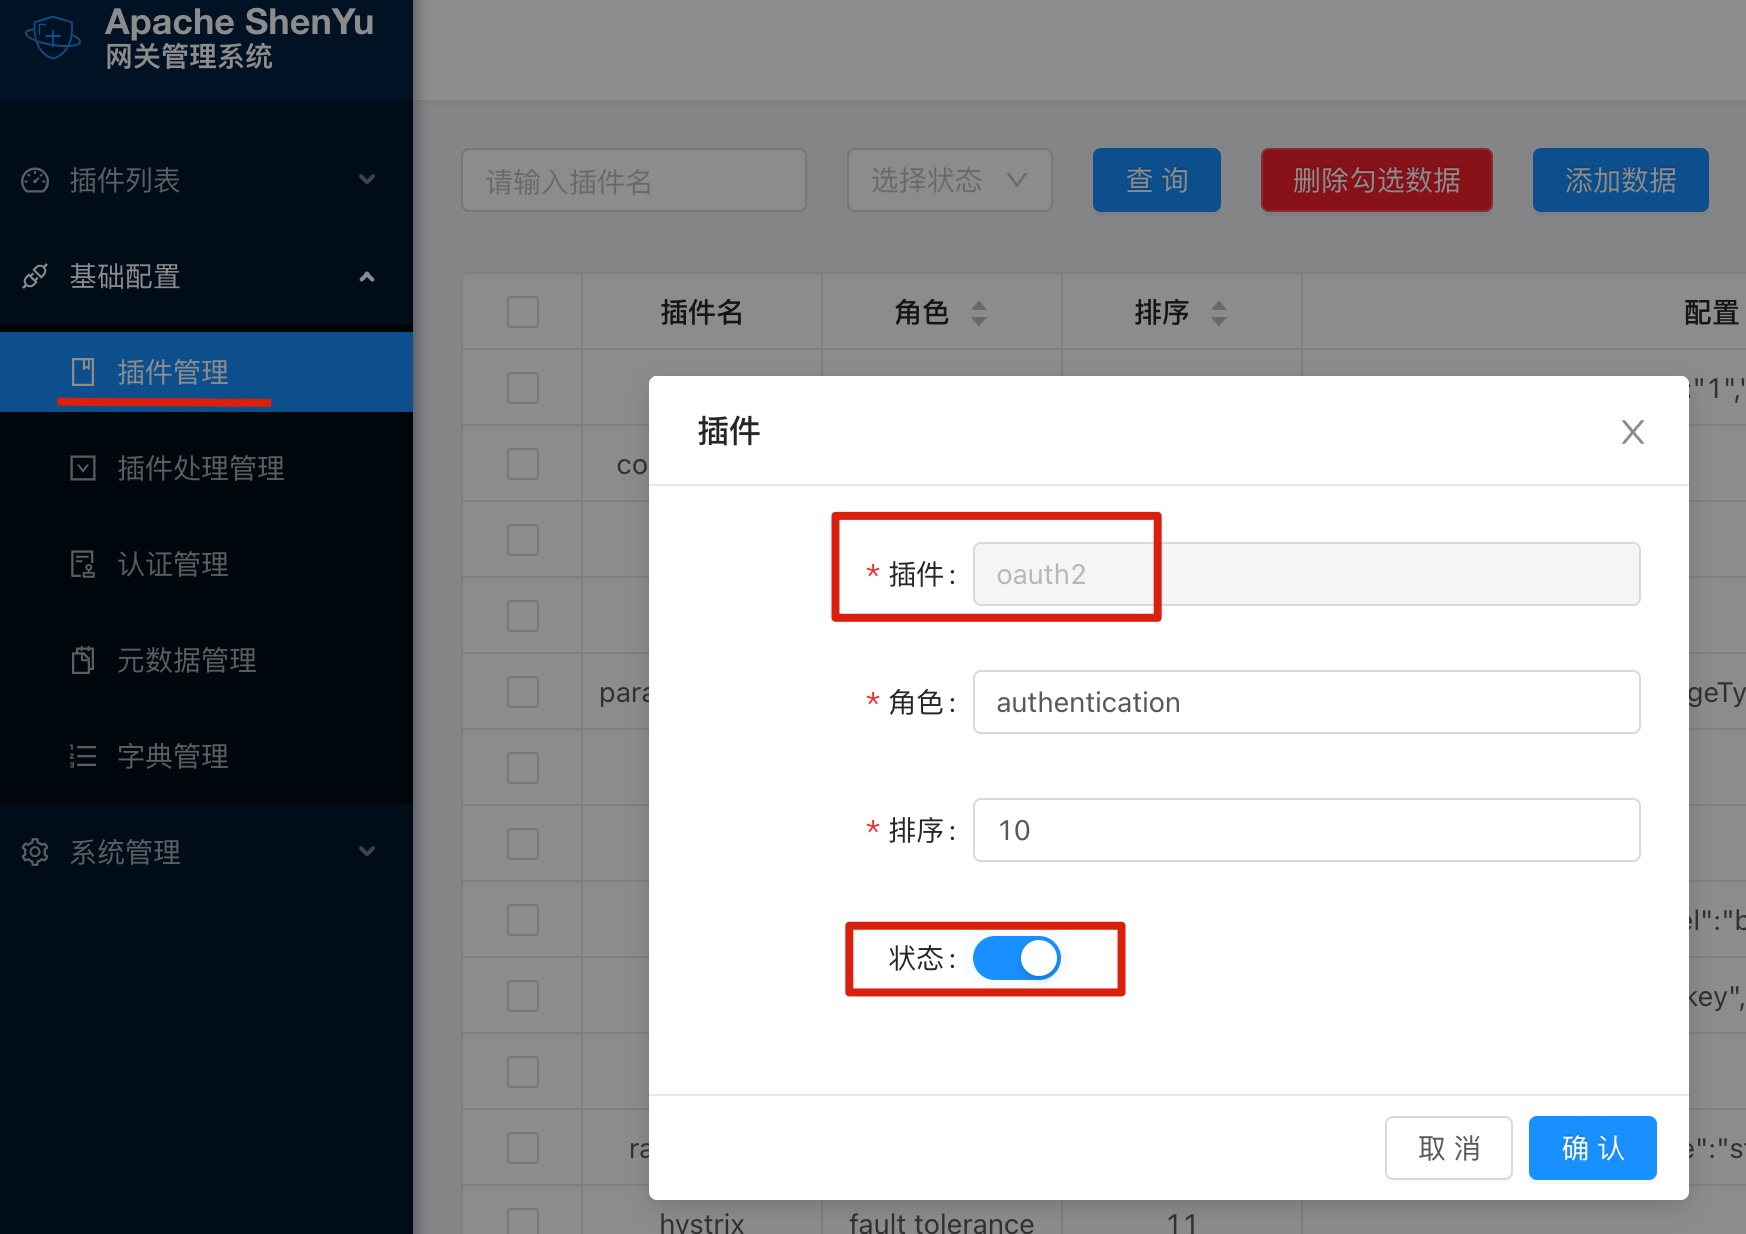 Apache ShenYu
网关管理系统
插件列表
基础配置
插件管理
插件处理管理
认证管理
元数据管理
字典管理
系统管理
请输入插件名 选择状态 查 询 删除勾选数据 添加数据
插件名 角色 排序 配置
"1","
co
para
geTy
el":"b
key",
ra
e":"st
hystrix fault tolerance 11
插件
* 插件: oauth2
* 角色: authentication
* 排序: 10
状态:
取 消 确 认